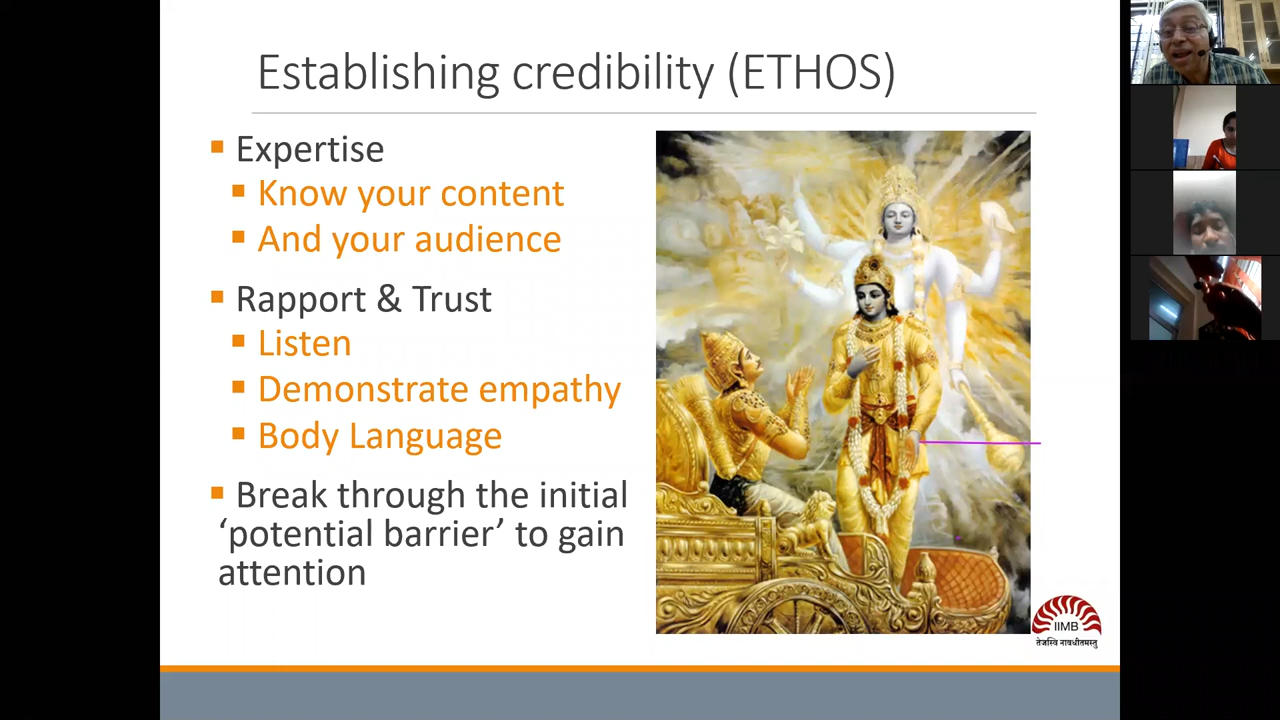 Establishing credibility (ETHOS)
▪ Expertise
▪ Know your content
▪ And your audience
▪ Rapport & Trust
▪ Listen
▪ Demonstrate empathy
▪ Body Language
▪ Break through the initial
‘potential barrier’ to gain
attention
IIMB
तेजस्वि नावधीतमस्तु